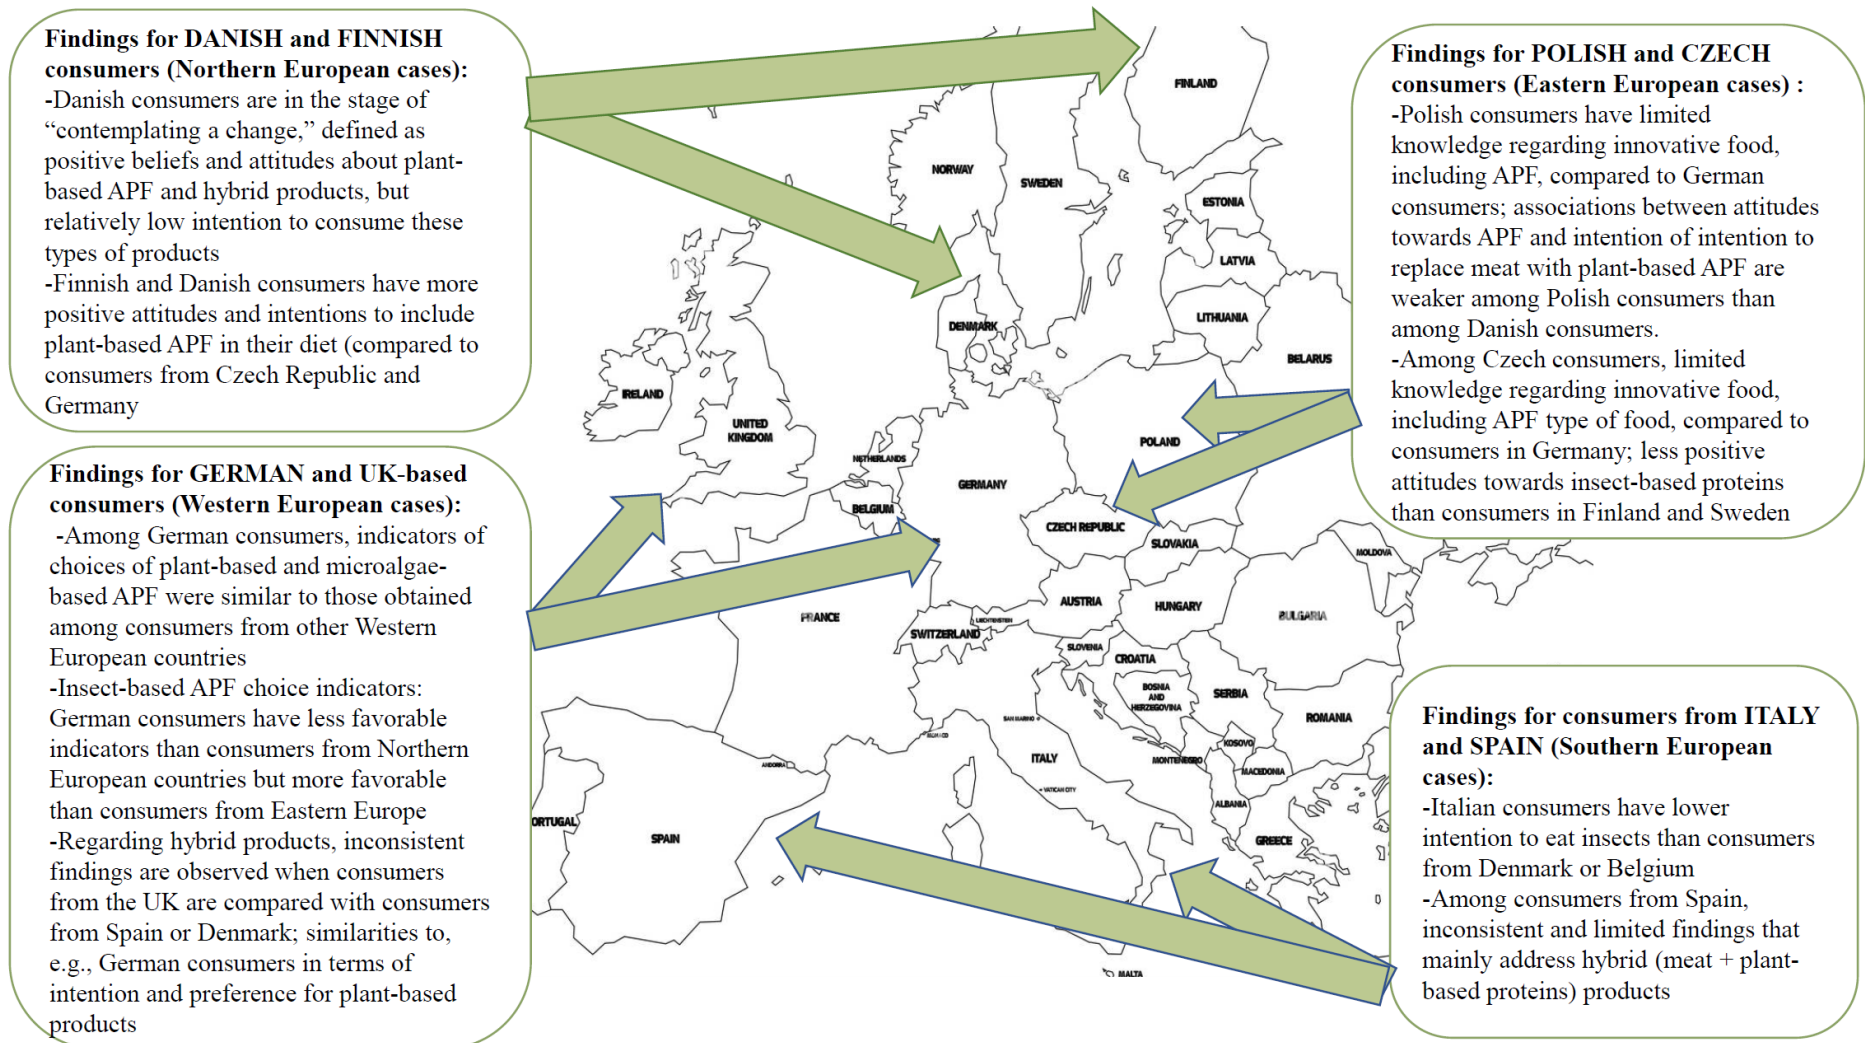 Findings for DANISH and FINNISH
consumers (Northern European cases):
-Danish consumers are in the stage of
“contemplating a change,” defined as
positive beliefs and attitudes about plant-
based APF and hybrid products, but
relatively low intention to consume these
types of products
-Finnish and Danish consumers have more
positive attitudes and intentions to include
plant-based APF in their diet (compared to
consumers from Czech Republic and
Germany
Findings for GERMAN and UK-based
consumers (Western European cases):
-Among German consumers, indicators of
choices of plant-based and microalgae-
based APF were similar to those obtained
among consumers from other Western
European countries
-Insect-based APF choice indicators:
German consumers have less favorable
indicators than consumers from Northern
European countries but more favorable
than consumers from Eastern Europe
-Regarding hybrid products, inconsistent
findings are observed when consumers
from the UK are compared with consumers
from Spain or Denmark; similarities to,
e.g., German consumers in terms of
intention and preference for plant-based
products
FINLAND
NORWAY
SWEDEN
ESTONIA
LATVIA
LITHUANIA
DENMARK
BELARUS
IRELAND
UNITED
KINGDOM
POLAND
NETHERLANDS
GERMANY
BELGIUM
CZECH REPUBLIC
SLOVAKIA
MOLDOVA
AUSTRIA
HUNGARY
FRANCE
BULGARIA
LIECHTENSTEIN
SWITZERLAND
SLOVENIA
CROATIA
BOSNIA
AND
HERZEGOVINA
SERBIA
SAN MARINO
ROMANIA
MONACO
KOSOVO
ITALY
MONTENEGRO
ANDORRA
MACEDONIA
VATICAN CITY
ALBANIA
ORTUGAL
SPAIN
GREECE
MALTA
Findings for POLISH and CZECH
consumers (Eastern European cases) :
-Polish consumers have limited
knowledge regarding innovative food,
including APF, compared to German
consumers; associations between attitudes
towards APF and intention of intention to
replace meat with plant-based APF are
weaker among Polish consumers than
among Danish consumers.
-Among Czech consumers, limited
knowledge regarding innovative food,
including APF type of food, compared to
consumers in Germany; less positive
attitudes towards insect-based proteins
than consumers in Finland and Sweden
Findings for consumers from ITALY
and SPAIN (Southern European
cases):
-Italian consumers have lower
intention to eat insects than consumers
from Denmark or Belgium
-Among consumers from Spain,
inconsistent and limited findings that
mainly address hybrid (meat + plant-
based proteins) products